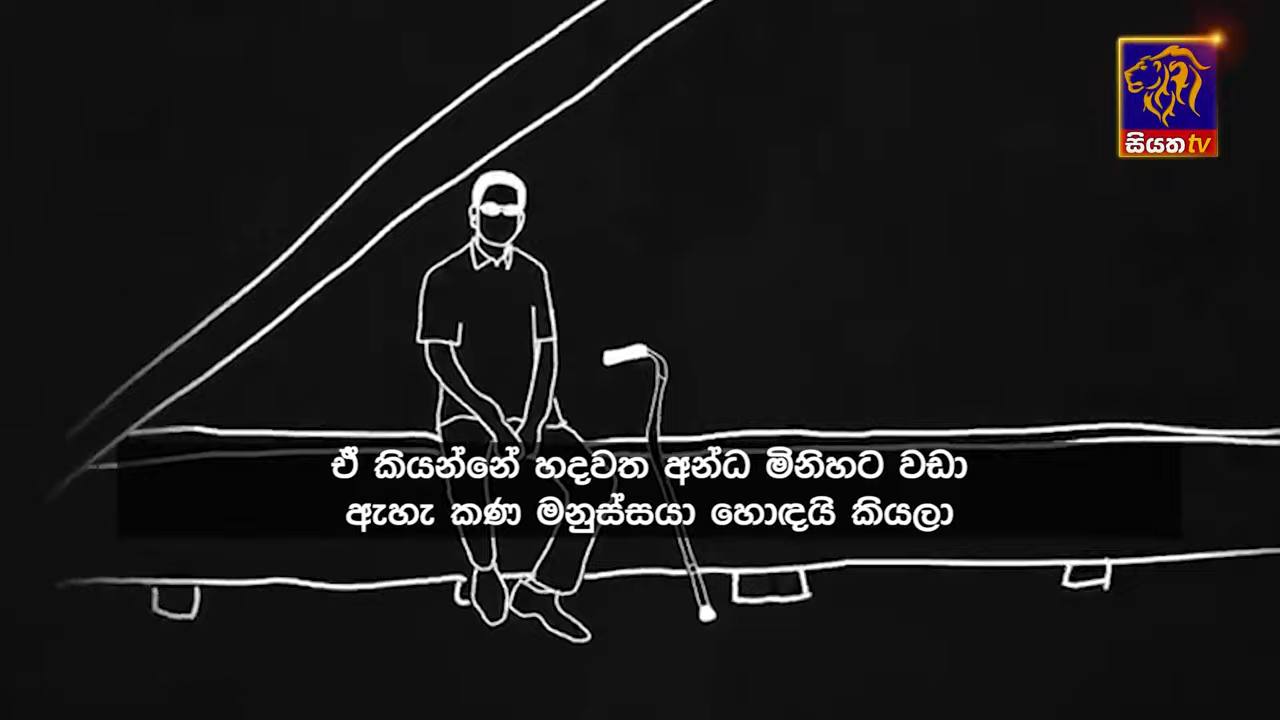 සියත tv
ඒ කියන්නේ හදවත අන්ධ මිනිහට වඩා
ඇහැ කණ මනුස්සයා හොඳයි කියලා